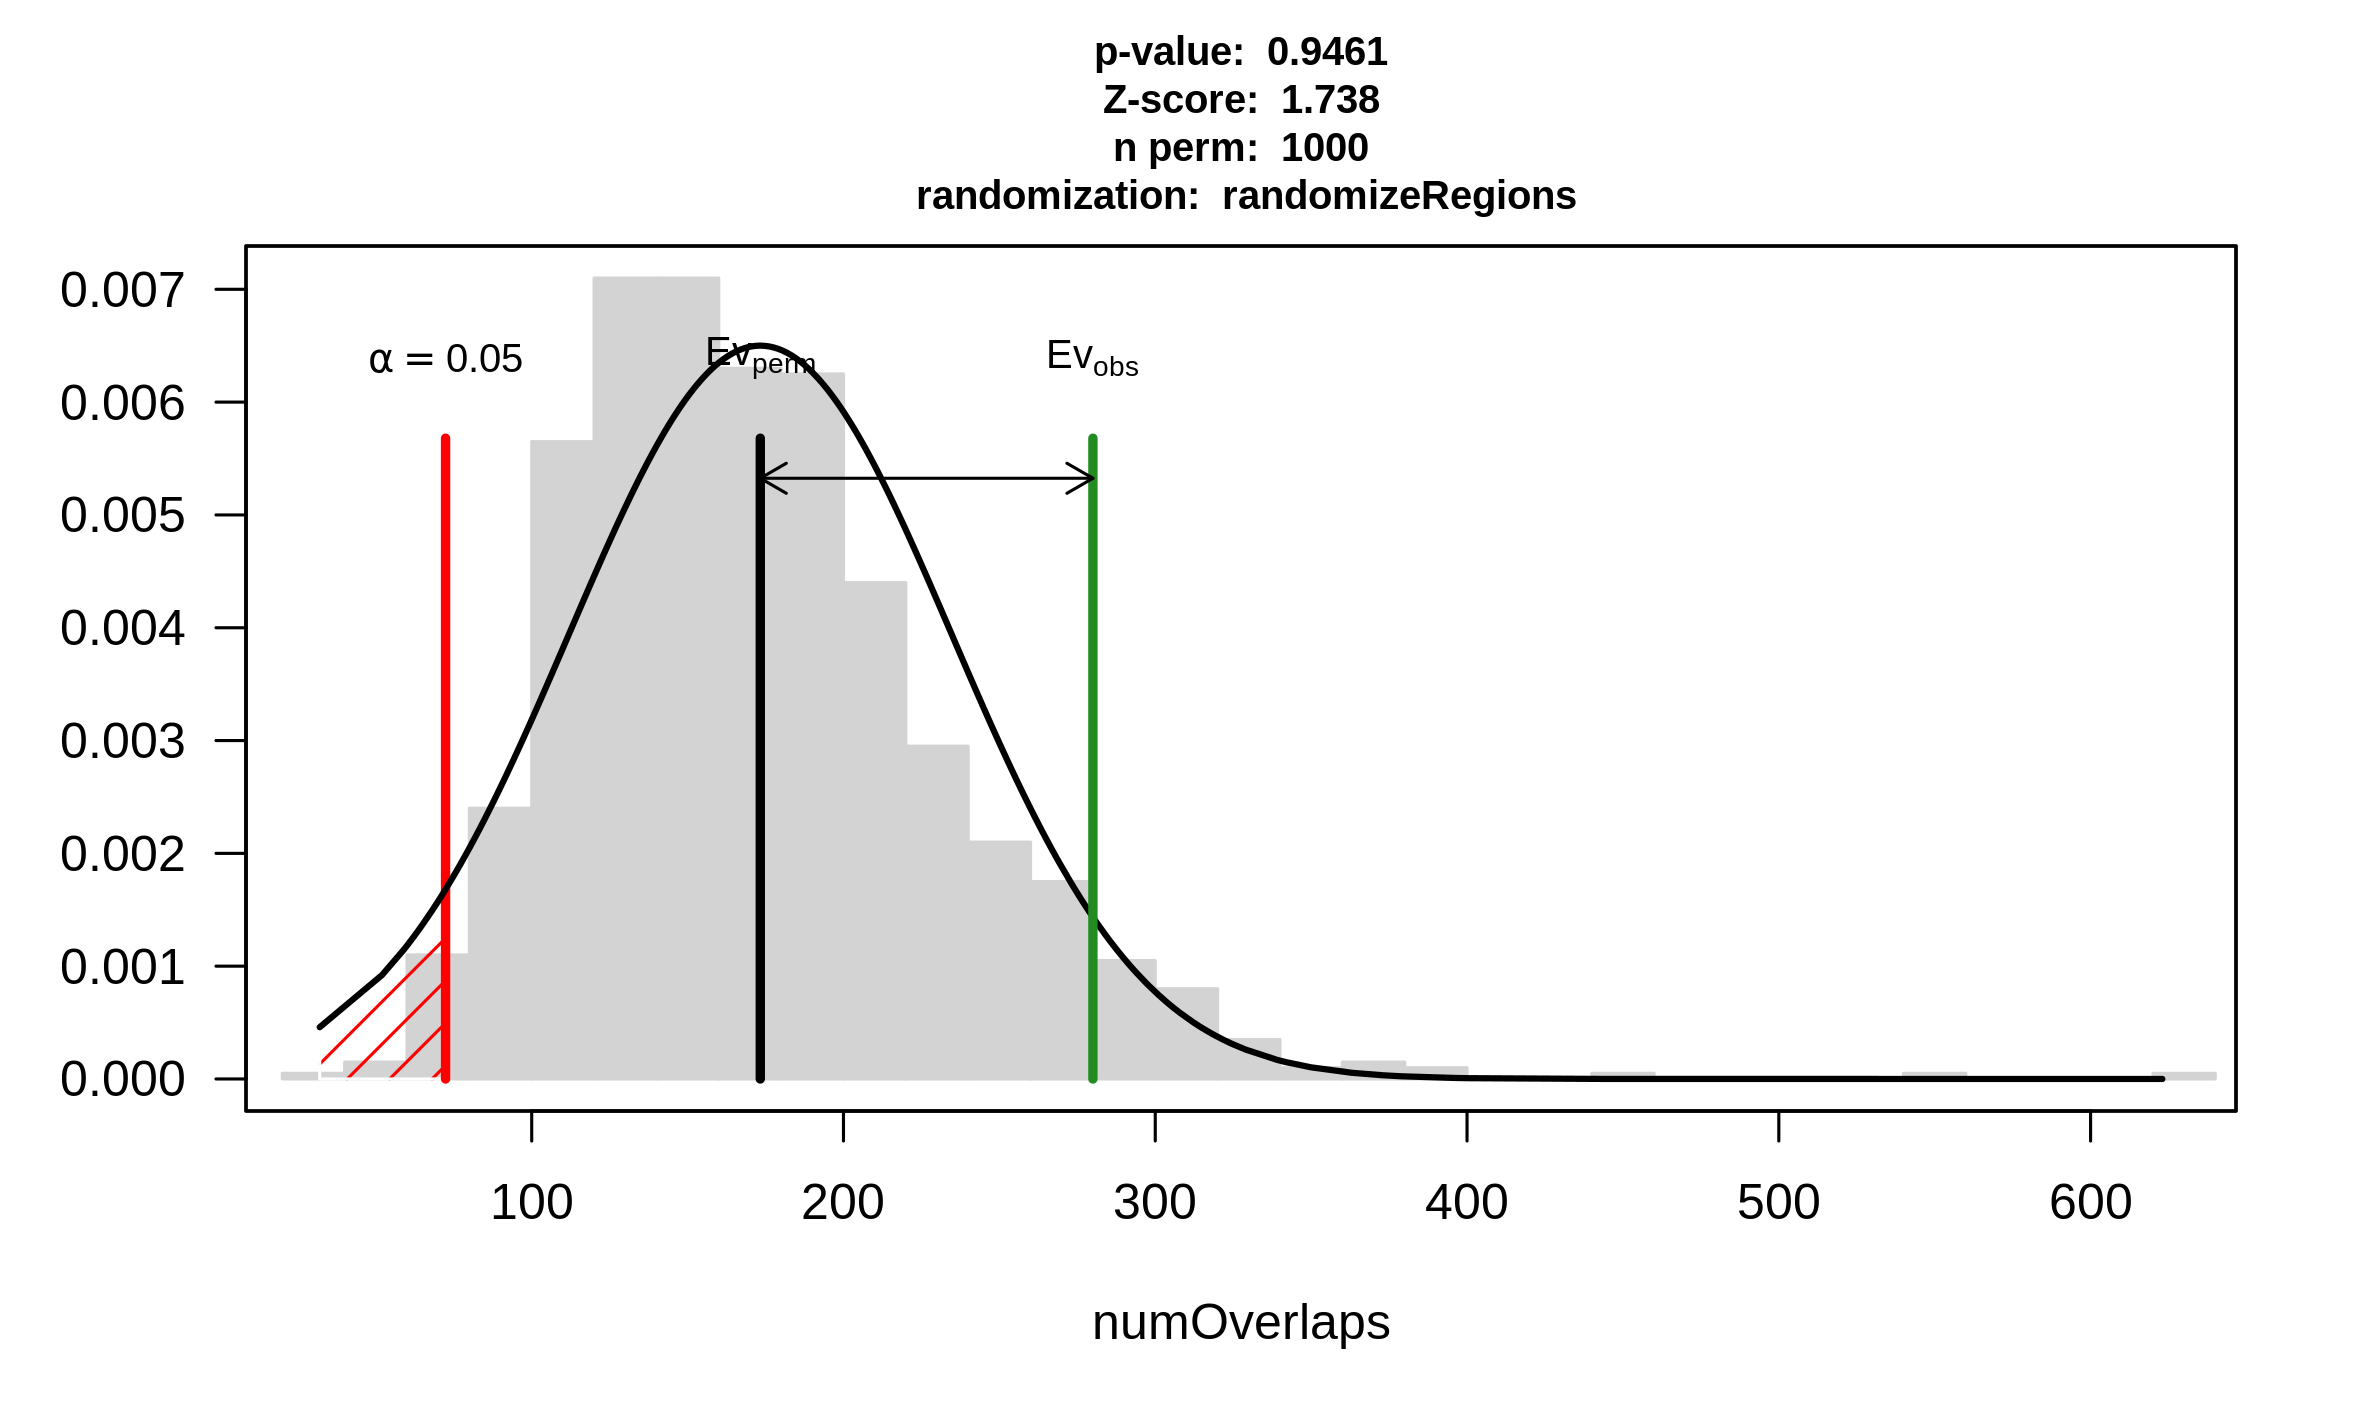 p-value: 0.9461
Z-score: 1.738
n perm: 1000
randomization: randomizeRegions
0.007
0.006
0.005
0.004
0.003
0.002
0.001
0.000
α = 0.05
Evperm
Evobs
100 200 300 400 500 600
numOverlaps